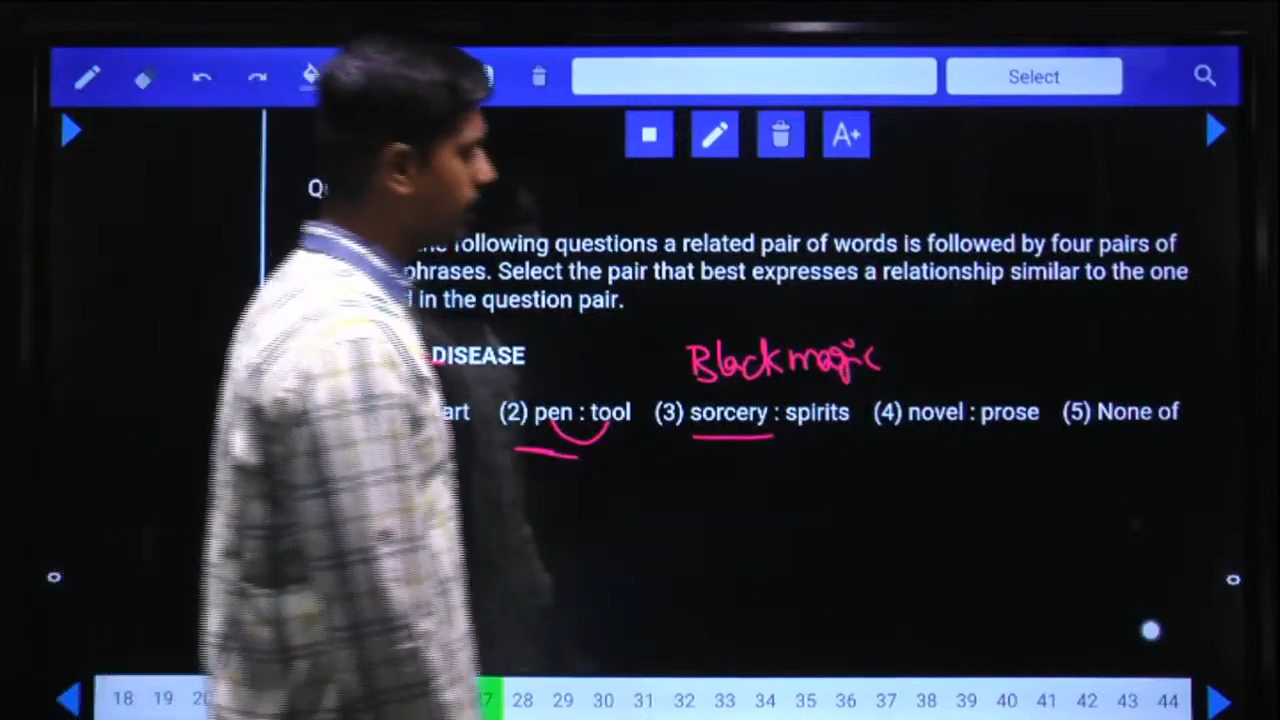 Select
A+
Q
following questions a related pair of words is followed by four pairs of
phrases. Select the pair that best expresses a relationship similar to the one
in the question pair.
DISEASE
Black magic
art (2) pen : tool (3) sorcery : spirits (4) novel : prose (5) None of
18 19 28 29 30 31 32 33 34 35 36 37 38 39 40 41 42 43 44